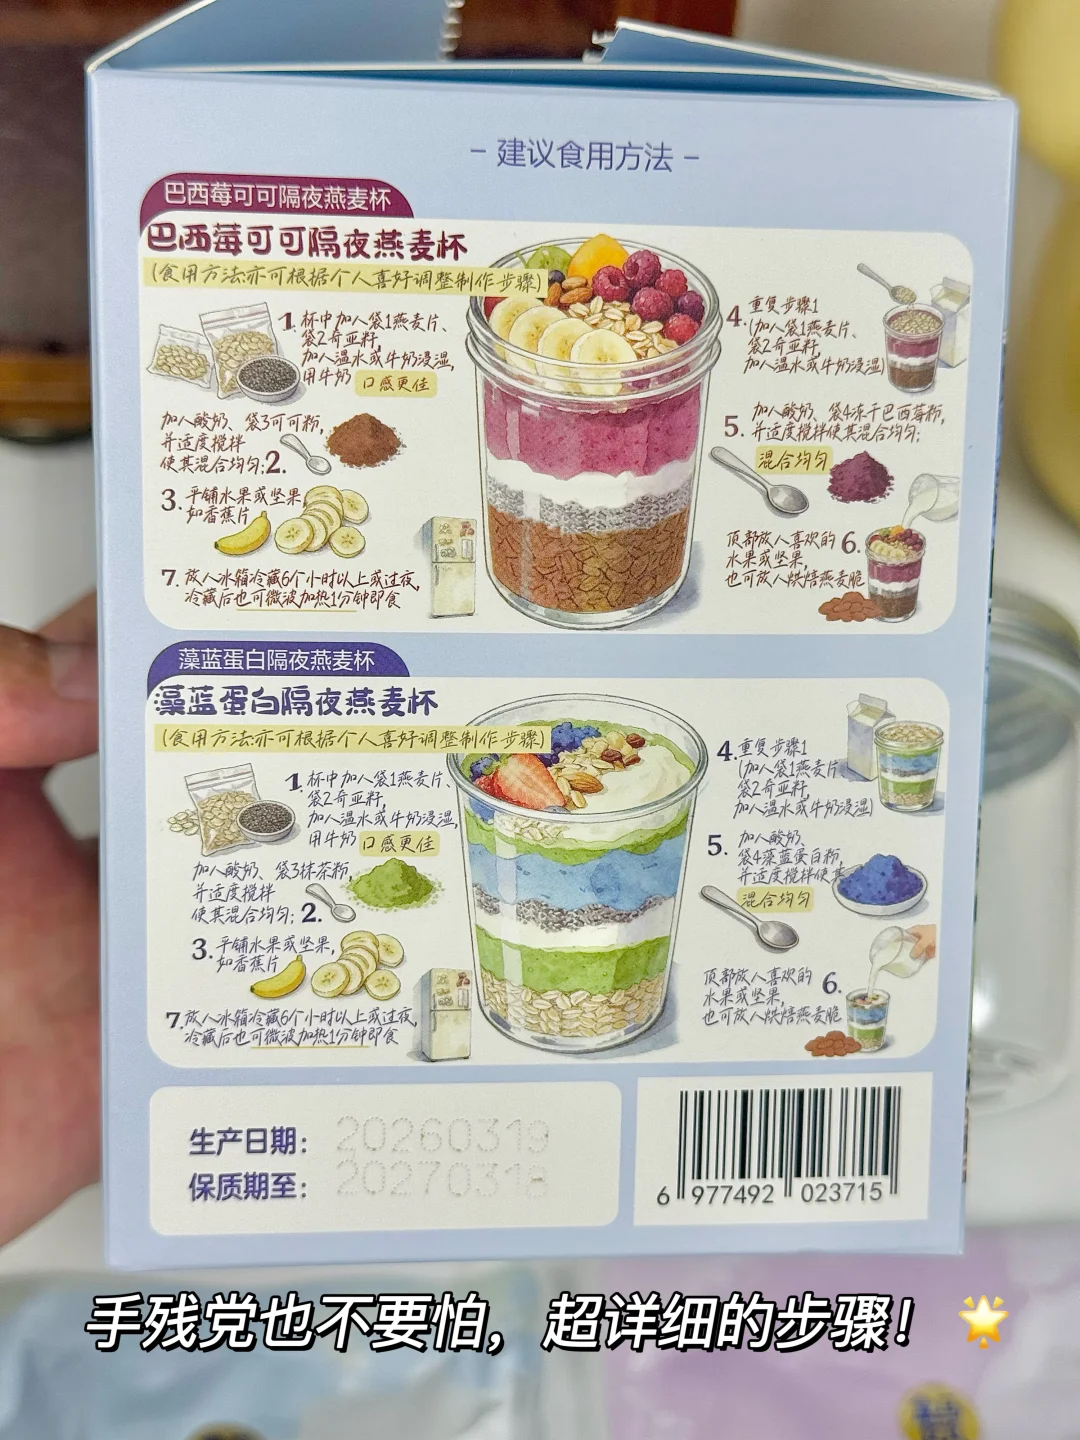 - 建议食用方法 -
巴西莓可可隔夜燕麦杯
巴西莓可可隔夜燕麦杯
(食用方法亦可根据个人喜好调整制作步骤)
1. 杯中加入袋1燕麦片、
袋2奇亚籽,
加入温水或牛奶浸湿,
用牛奶 口感更佳
加入酸奶、袋3可可粉,
并适度搅拌
使其混合均匀;2.
3. 平铺水果或坚果,
如香蕉片
7. 放入冰箱冷藏6个小时以上或过夜,
冷藏后也可微波加热1分钟即食
4. 重复步骤1
(加入袋1燕麦片、
袋2奇亚籽,
加入温水或牛奶浸湿)
5. 加入酸奶、袋4冻干巴西莓粉,
并适度搅拌使其混合均匀;
混合均匀
顶部放入喜欢的 6.
水果或坚果,
也可放入烘焙燕麦脆
藻蓝蛋白隔夜燕麦杯
藻蓝蛋白隔夜燕麦杯
(食用方法亦可根据个人喜好调整制作步骤)
1. 杯中加入袋1燕麦片、
袋2奇亚籽,
加入温水或牛奶浸湿,
用牛奶 口感更佳
加入酸奶、袋3抹茶粉,
并适度搅拌
使其混合均匀; 2.
3. 平铺水果或坚果,
如香蕉片
7. 放入冰箱冷藏6个小时以上或过夜,
冷藏后也可微波加热1分钟即食
4. 重复步骤1
(加入袋1燕麦片、
袋2奇亚籽,
加入温水或牛奶浸湿)
5. 加入酸奶、
袋4藻蓝蛋白粉,
并适度搅拌使其
混合均匀
顶部放入喜欢的 6.
水果或坚果,
也可放入烘焙燕麦脆
生产日期: 20260319
保质期至: 20270318
6 977492 023715
手残党也不要怕，超详细的步骤！